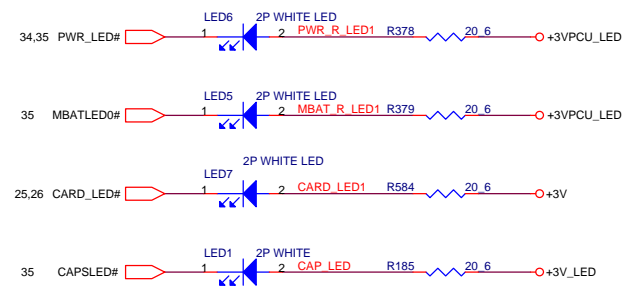 LED6 2P WHITE LED
34,35 PWR_LED# 1 2 PWR_R_LED1 R378 20_6 +3VPCU_LED
LED5 2P WHITE LED
35 MBATLED0# 1 2 MBAT_R_LED1 R379 20_6 +3VPCU_LED
2P WHITE LED
LED7
25,26 CARD_LED# 1 2 CARD_LED1 R584 20_6 +3V
LED1 2P WHITE
35 CAPSLED# 1 2 CAP_LED R185 20_6 +3V_LED